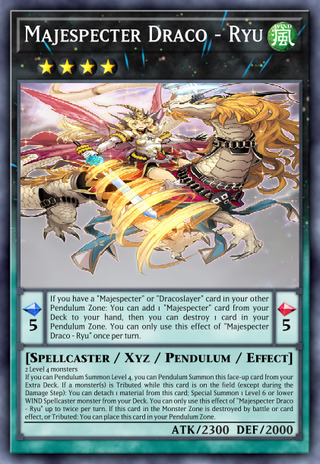 Majespecter Draco - Ryu
WIND
風
If you have a "Majespecter" or "Dracoslayer" card in your other
Pendulum Zone: You can add 1 "Majespecter" card from your
Deck to your hand, then you can destroy 1 card in your
Pendulum Zone. You can only use this effect of "Majespecter
Draco - Ryu" once per turn.
5
5
[Spellcaster / Xyz / Pendulum / Effect]
2 Level 4 monsters
If you can Pendulum Summon Level 4, you can Pendulum Summon this face-up card from your
Extra Deck. If a monster(s) is Tributed while this card is on the field (except during the
Damage Step): You can detach 1 material from this card; Special Summon 1 Level 6 or lower
WIND Spellcaster monster from your Deck. You can only use this effect of "Majespecter Draco
- Ryu" up to twice per turn. If this card in the Monster Zone is destroyed by battle or card
effect, or Tributed: You can place this card in your Pendulum Zone.
ATK/2300 DEF/2000